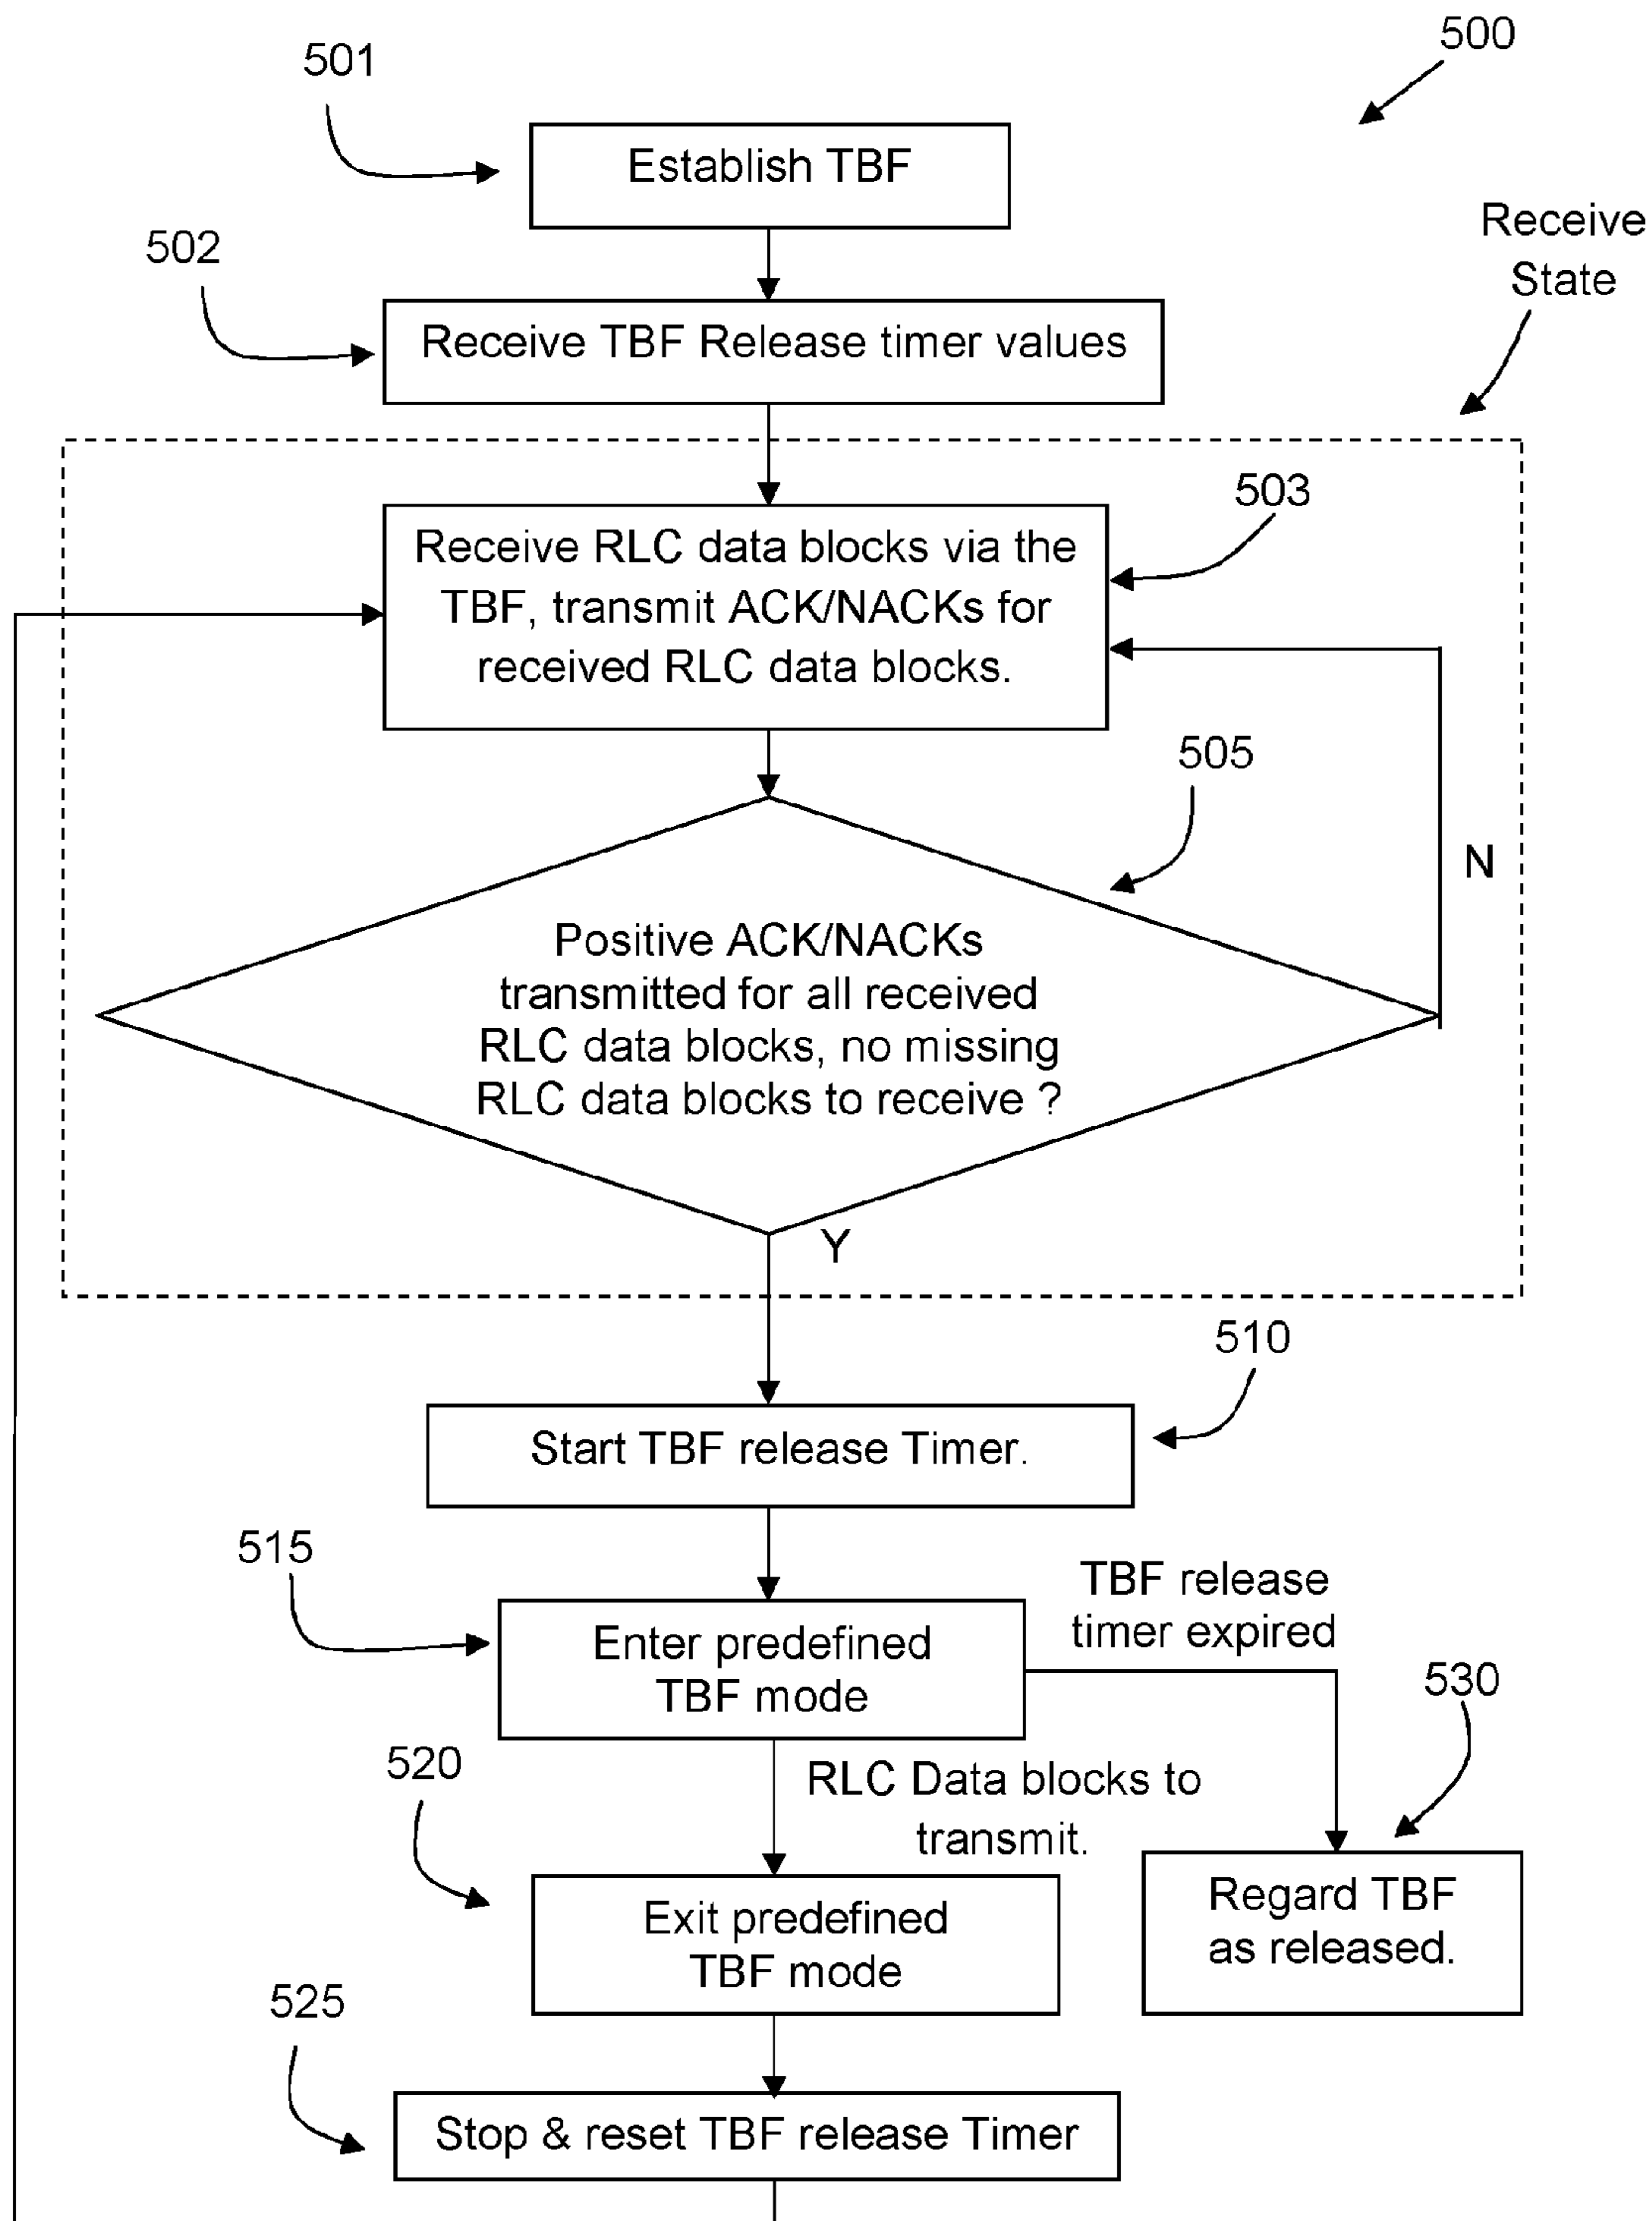 500
501
Establish TBF
Receive
State
502
Receive TBF Release timer values
503
Receive RLC data blocks via the
TBF, transmit ACK/NACKs for
received RLC data blocks.
505
N
Positive ACK/NACKs
transmitted for all received
RLC data blocks, no missing
RLC data blocks to receive ?
Y
510
Start TBF release Timer.
515
Enter predefined
TBF mode
TBF release
timer expired
530
520
RLC Data blocks to
transmit.
Exit predefined
TBF mode
Regard TBF
as released.
525
Stop & reset TBF release Timer